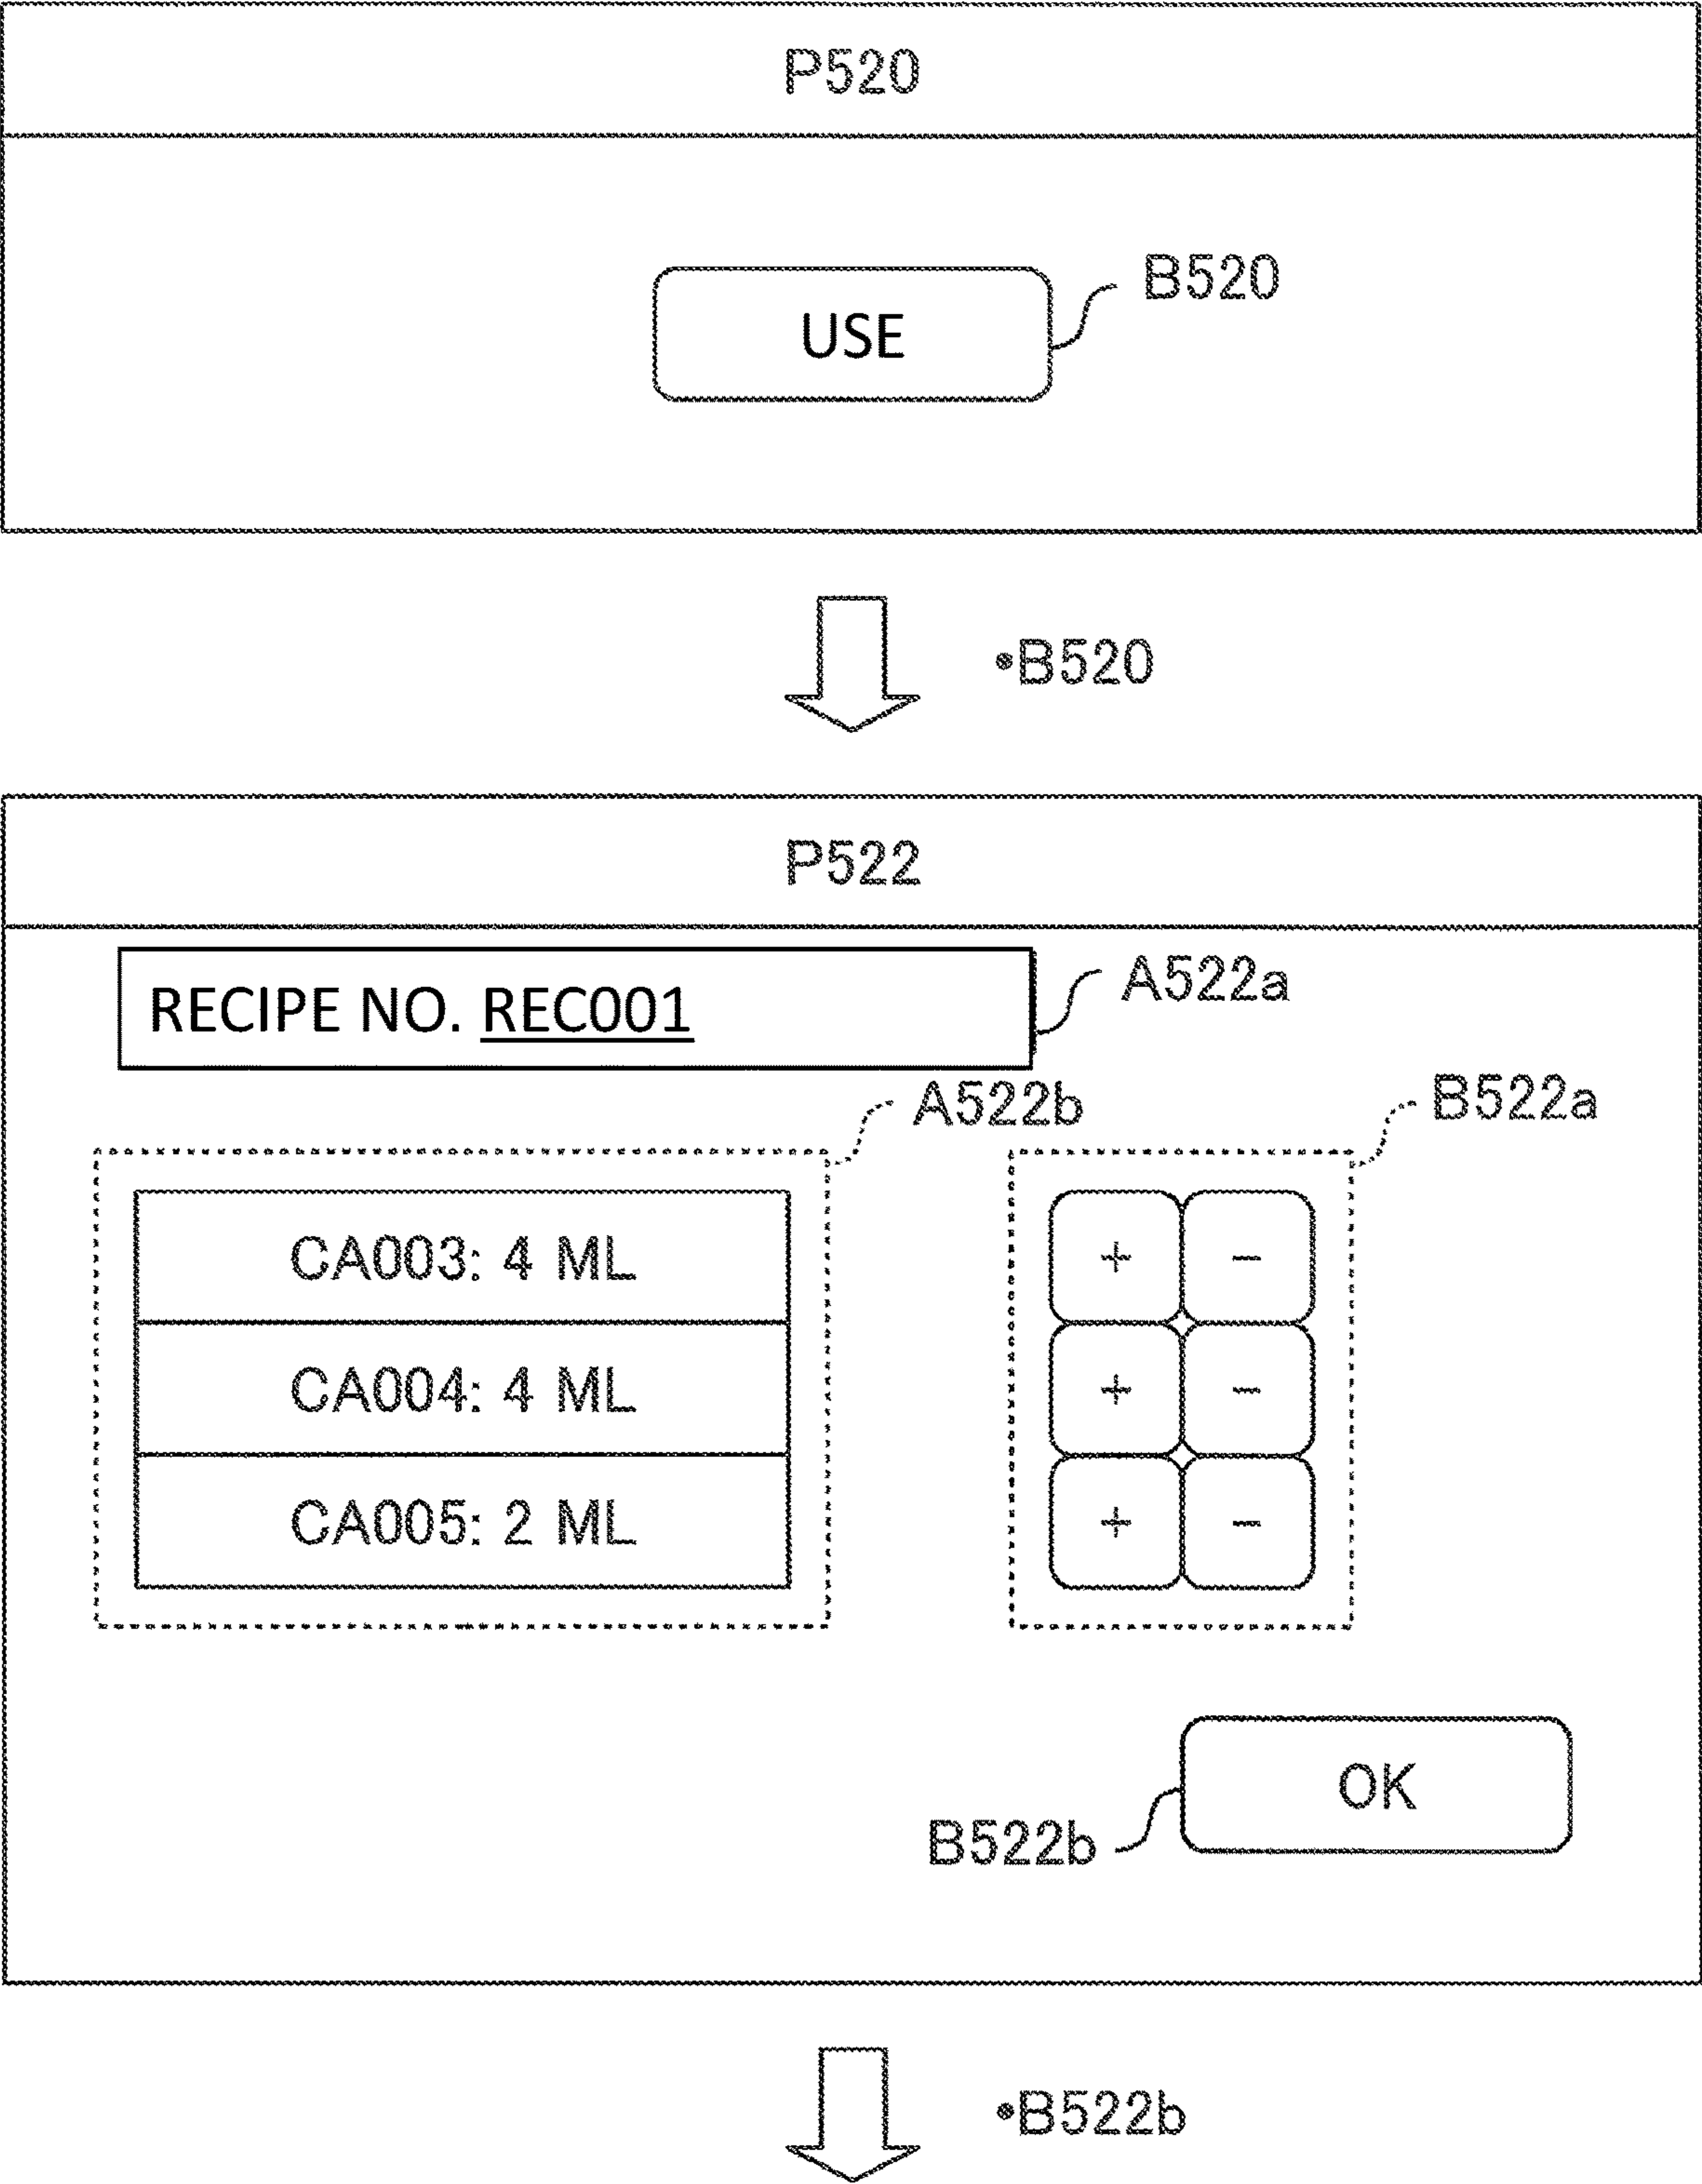 P520
B520
USE
•B520
P522
RECIPE NO. REC001
A522a
A522b
B522a
CA003: 4 ML
+ −
CA004: 4 ML
+ −
CA005: 2 ML
+ −
OK
B522b
•B522b